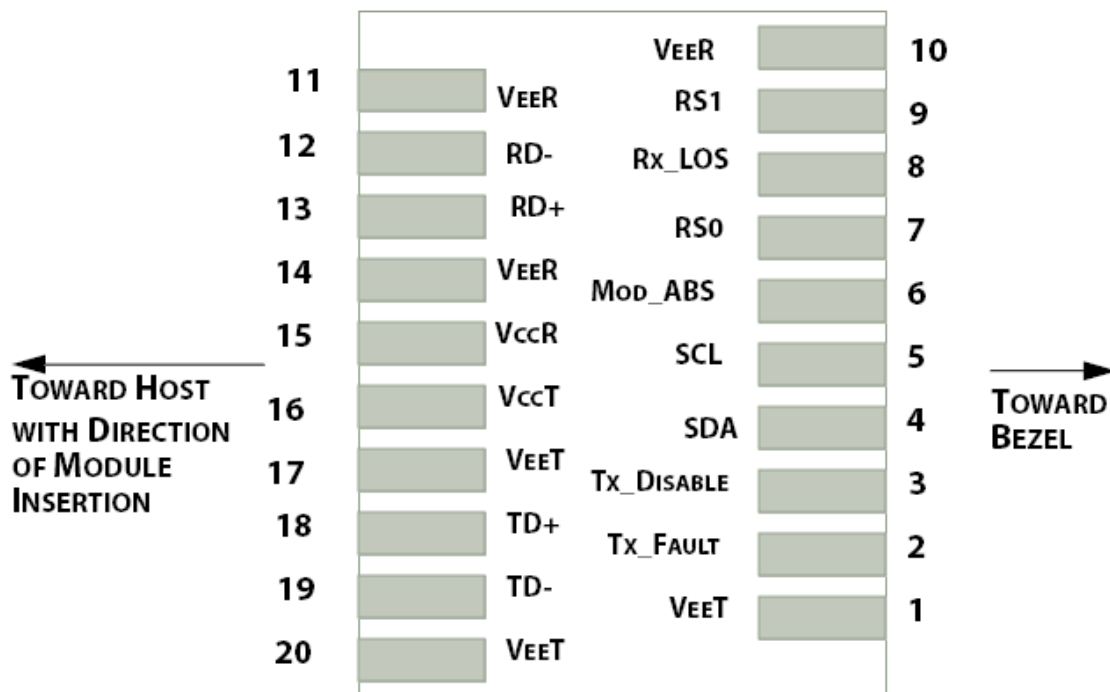 VEER 10
11 VEER
RS1 9
12 RD-
Rx_LOS 8
13 RD+
RS0 7
14 VEER
MOD_ABS 6
15 VCCR
SCL 5
TOWARD HOST
WITH DIRECTION
OF MODULE
INSERTION
16 VCCT
TOWARD
BEZEL
SDA 4
17 VEET
TX_DISABLE 3
18 TD+
TX_FAULT 2
19 TD-
VEET 1
20 VEET